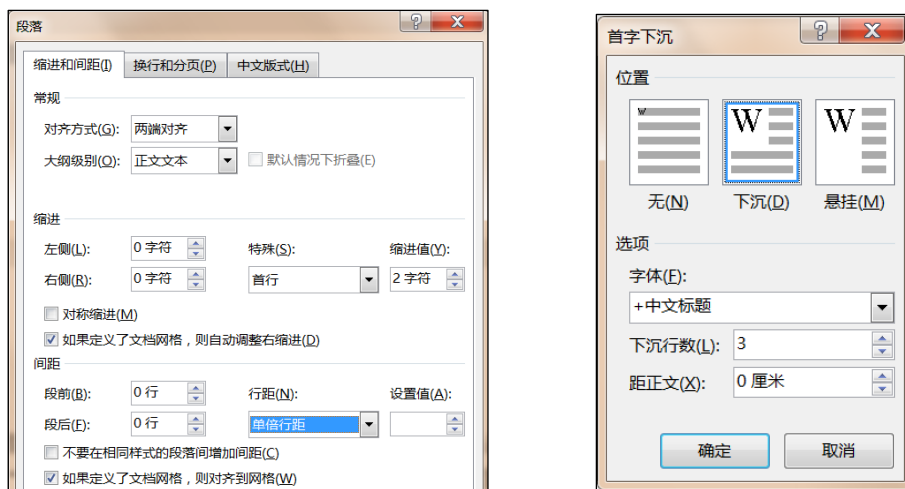 段落
缩进和间距(I) 换行和分页(P) 中文版式(H)
常规
对齐方式(G): 两端对齐
大纲级别(O): 正文文本 默认情况下折叠(E)
缩进
左侧(L): 0 字符 特殊(S): 缩进值(Y):
右侧(R): 0 字符 首行 2 字符
对称缩进(M)
如果定义了文档网格，则自动调整右缩进(D)
间距
段前(B): 0 行 行距(N): 设置值(A):
段后(F): 0 行 单倍行距
不要在相同样式的段落间增加间距(C)
如果定义了文档网格，则对齐到网格(W)
首字下沉
位置
W W W
无(N) 下沉(D) 悬挂(M)
选项
字体(F):
+中文标题
下沉行数(L): 3
距正文(X): 0 厘米
确定 取消